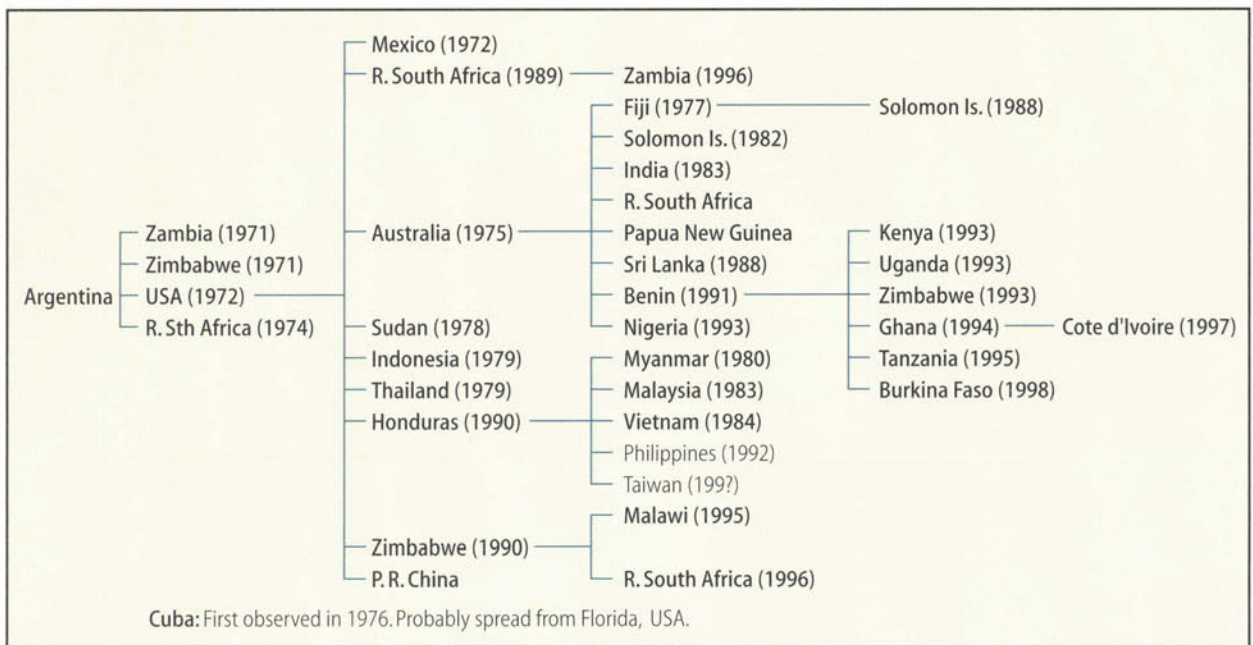 Mexico (1972)
R. South Africa (1989) Zambia (1996)
Fiji (1977) Solomon Is. (1988)
Solomon Is. (1982)
India (1983)
R. South Africa
Zambia (1971) Australia (1975) Papua New Guinea Kenya (1993)
Zimbabwe (1971) Sri Lanka (1988) Uganda (1993)
Argentina USA (1972) Benin (1991) Zimbabwe (1993)
R. Sth Africa (1974) Sudan (1978) Nigeria (1993) Ghana (1994) Cote d'Ivoire (1997)
Indonesia (1979) Myanmar (1980) Tanzania (1995)
Thailand (1979) Malaysia (1983) Burkina Faso (1998)
Honduras (1990) Vietnam (1984)
Philippines (1992)
Taiwan (199?)
Malawi (1995)
Zimbabwe (1990)
P. R. China R. South Africa (1996)
Cuba: First observed in 1976. Probably spread from Florida, USA.